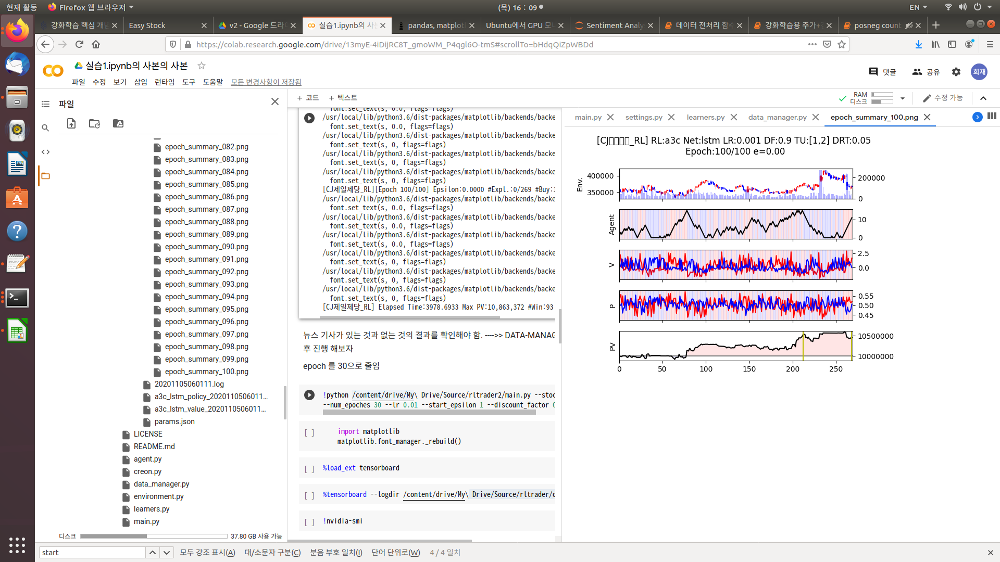 현재 활동
Firefox 웹 브라우저
(목) 16 : 09
EN
강화학습 핵심 개념
Easy Stock
v2 - Google 드라이
실습1.ipynb의 사본
pandas, matplotl
Ubuntu에서 GPU 모니
Sentiment Analy
데이터 전처리 함수
강화학습용 주가+감
posneg count
https://colab.research.google.com/drive/13myE-4iDijRC8T_gmoWM_P4qgl6O-tmS#scrollTo=bHdqQiZpWBDd
실습1.ipynb의 사본의 사본
파일 수정 보기 삽입 런타임 도구 도움말 모든 변경사항이 저장됨
댓글
공유
희재
파일
+ 코드 + 텍스트
RAM
디스크
수정 가능
epoch_summary_082.png
epoch_summary_083.png
epoch_summary_084.png
epoch_summary_085.png
epoch_summary_086.png
epoch_summary_087.png
epoch_summary_088.png
epoch_summary_089.png
epoch_summary_090.png
epoch_summary_091.png
epoch_summary_092.png
epoch_summary_093.png
epoch_summary_094.png
epoch_summary_095.png
epoch_summary_096.png
epoch_summary_097.png
epoch_summary_098.png
epoch_summary_099.png
epoch_summary_100.png
20201105060111.log
a3c_lstm_policy_2020110506011...
a3c_lstm_value_2020110506011...
params.json
LICENSE
README.md
agent.py
creon.py
data_manager.py
environment.py
learners.py
main.py
디스크 37.80 GB 사용 가능
font.set_text(s, 0.0, flags=flags)
/usr/local/lib/python3.6/dist-packages/matplotlib/backends/backe
font.set_text(s, 0.0, flags=flags)
/usr/local/lib/python3.6/dist-packages/matplotlib/backends/backe
font.set_text(s, 0, flags=flags)
/usr/local/lib/python3.6/dist-packages/matplotlib/backends/backe
font.set_text(s, 0, flags=flags)
/usr/local/lib/python3.6/dist-packages/matplotlib/backends/backe
font.set_text(s, 0, flags=flags)
[CJ제일제당_RL][Epoch 100/100] Epsilon:0.0000 #Expl.:0/269 #Buy:1
/usr/local/lib/python3.6/dist-packages/matplotlib/backends/backe
font.set_text(s, 0.0, flags=flags)
/usr/local/lib/python3.6/dist-packages/matplotlib/backends/backe
font.set_text(s, 0.0, flags=flags)
/usr/local/lib/python3.6/dist-packages/matplotlib/backends/backe
font.set_text(s, 0.0, flags=flags)
/usr/local/lib/python3.6/dist-packages/matplotlib/backends/backe
font.set_text(s, 0, flags=flags)
/usr/local/lib/python3.6/dist-packages/matplotlib/backends/backe
font.set_text(s, 0, flags=flags)
/usr/local/lib/python3.6/dist-packages/matplotlib/backends/backe
font.set_text(s, 0, flags=flags)
[CJ제일제당_RL] Elapsed Time:3978.6933 Max PV:10,863,372 #Win:93
뉴스 기사가 있는 것과 없는 것의 결과를 확인해야 함. ---->> DATA-MANAG
후 진행 해보자
epoch 를 30으로 줄임
!python /content/drive/My\ Drive/Source/rltrader2/main.py --stoc
--num_epoches 30 --lr 0.01 --start_epsilon 1 --discount_factor 0
[ ] import matplotlib
matplotlib.font_manager._rebuild()
[ ] %load_ext tensorboard
[ ] %tensorboard --logdir /content/drive/My\ Drive/Source/rltrader/o
[ ] !nvidia-smi
main.py
settings.py
learners.py
data_manager.py
epoch_summary_100.png
[CJ▯▯▯▯_RL] RL:a3c Net:lstm LR:0.001 DF:0.9 TU:[1,2] DRT:0.05
Epoch:100/100 e=0.00
Env.
400000
350000
200000
0
Agent
10
0
V
2.5
0.0
P
0.55
0.50
0.45
PV
10500000
10000000
0 50 100 150 200 250
start
모두 강조 표시(A) 대/소문자 구분(C) 분음 부호 일치(I) 단어 단위로(W) 4 / 4 일치